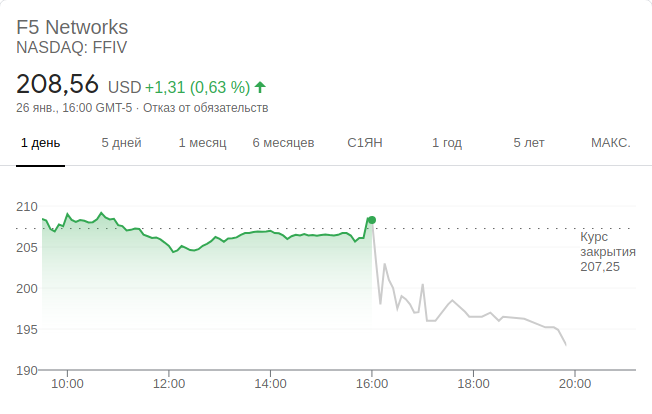 F5 Networks
NASDAQ: FFIV
208,56 USD +1,31 (0,63 %)
26 янв., 16:00 GMT-5 · Отказ от обязательств
1 день 5 дней 1 месяц 6 месяцев С1ЯН 1 год 5 лет МАКС.
210
205
200
195
190
Курс
закрытия
207,25
10:00 12:00 14:00 16:00 18:00 20:00